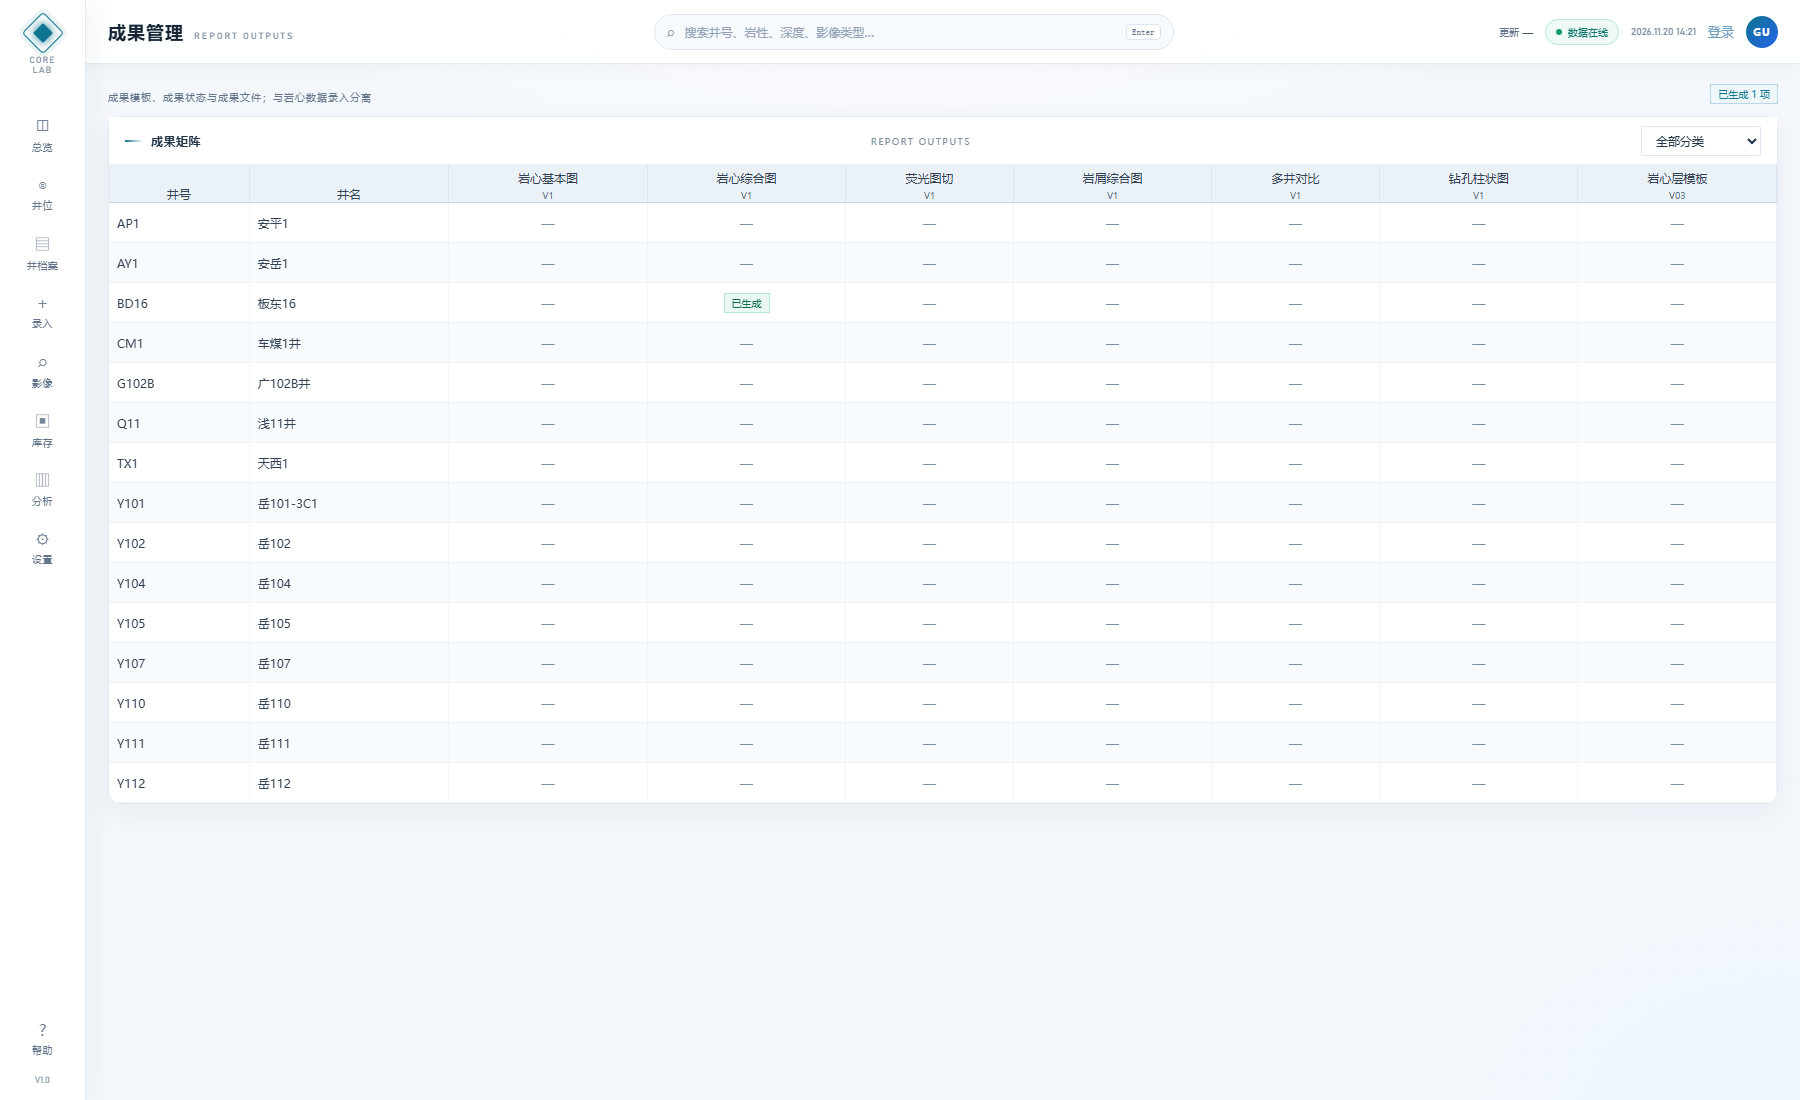 CORE
LAB
总览
井位
井档案
录入
影像
库存
分析
设置
帮助
V1.0
成果管理 REPORT OUTPUTS
搜索井号、岩性、深度、影像类型... Enter
更新 — 数据在线 2026.11.20 14:21 登录 GU
成果模板、成果状态与成果文件；与岩心数据录入分离
已生成 1 项
成果矩阵 REPORT OUTPUTS 全部分类
井号 井名 岩心基本图 岩心综合图 荧光图切 岩屑综合图 多井对比 钻孔柱状图 岩心层模板
V1 V1 V1 V1 V1 V1 V03
AP1 安平1 — — — — — — —
AY1 安岳1 — — — — — — —
BD16 板东16 — 已生成 — — — — —
CM1 车煤1井 — — — — — — —
G102B 广102B井 — — — — — — —
Q11 浅11井 — — — — — — —
TX1 天西1 — — — — — — —
Y101 岳101-3C1 — — — — — — —
Y102 岳102 — — — — — — —
Y104 岳104 — — — — — — —
Y105 岳105 — — — — — — —
Y107 岳107 — — — — — — —
Y110 岳110 — — — — — — —
Y111 岳111 — — — — — — —
Y112 岳112 — — — — — — —